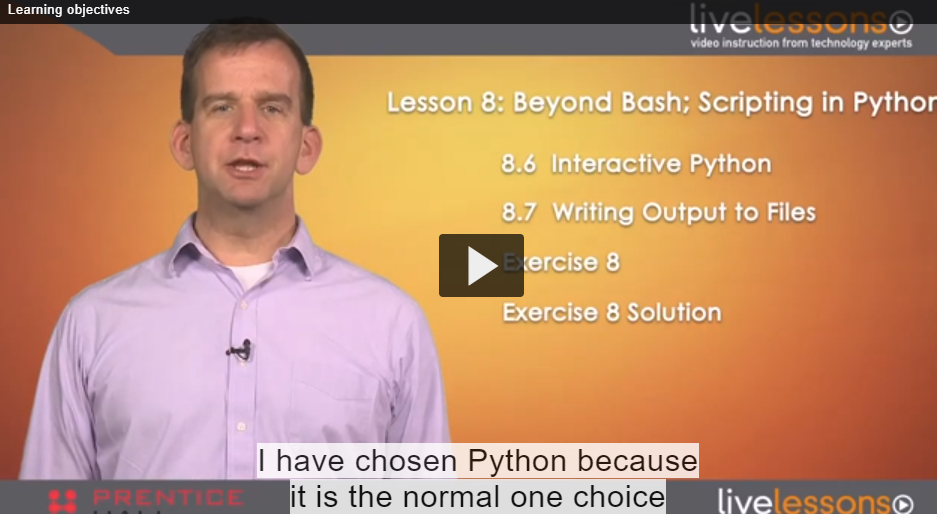 Learning objectives
livelessons
video instruction from technology experts
Lesson 8: Beyond Bash; Scripting in Python
8.6 Interactive Python
8.7 Writing Output to Files
Exercise 8
Exercise 8 Solution
I have chosen Python because
it is the normal one choice
PRENTICE
HALL
livelessons